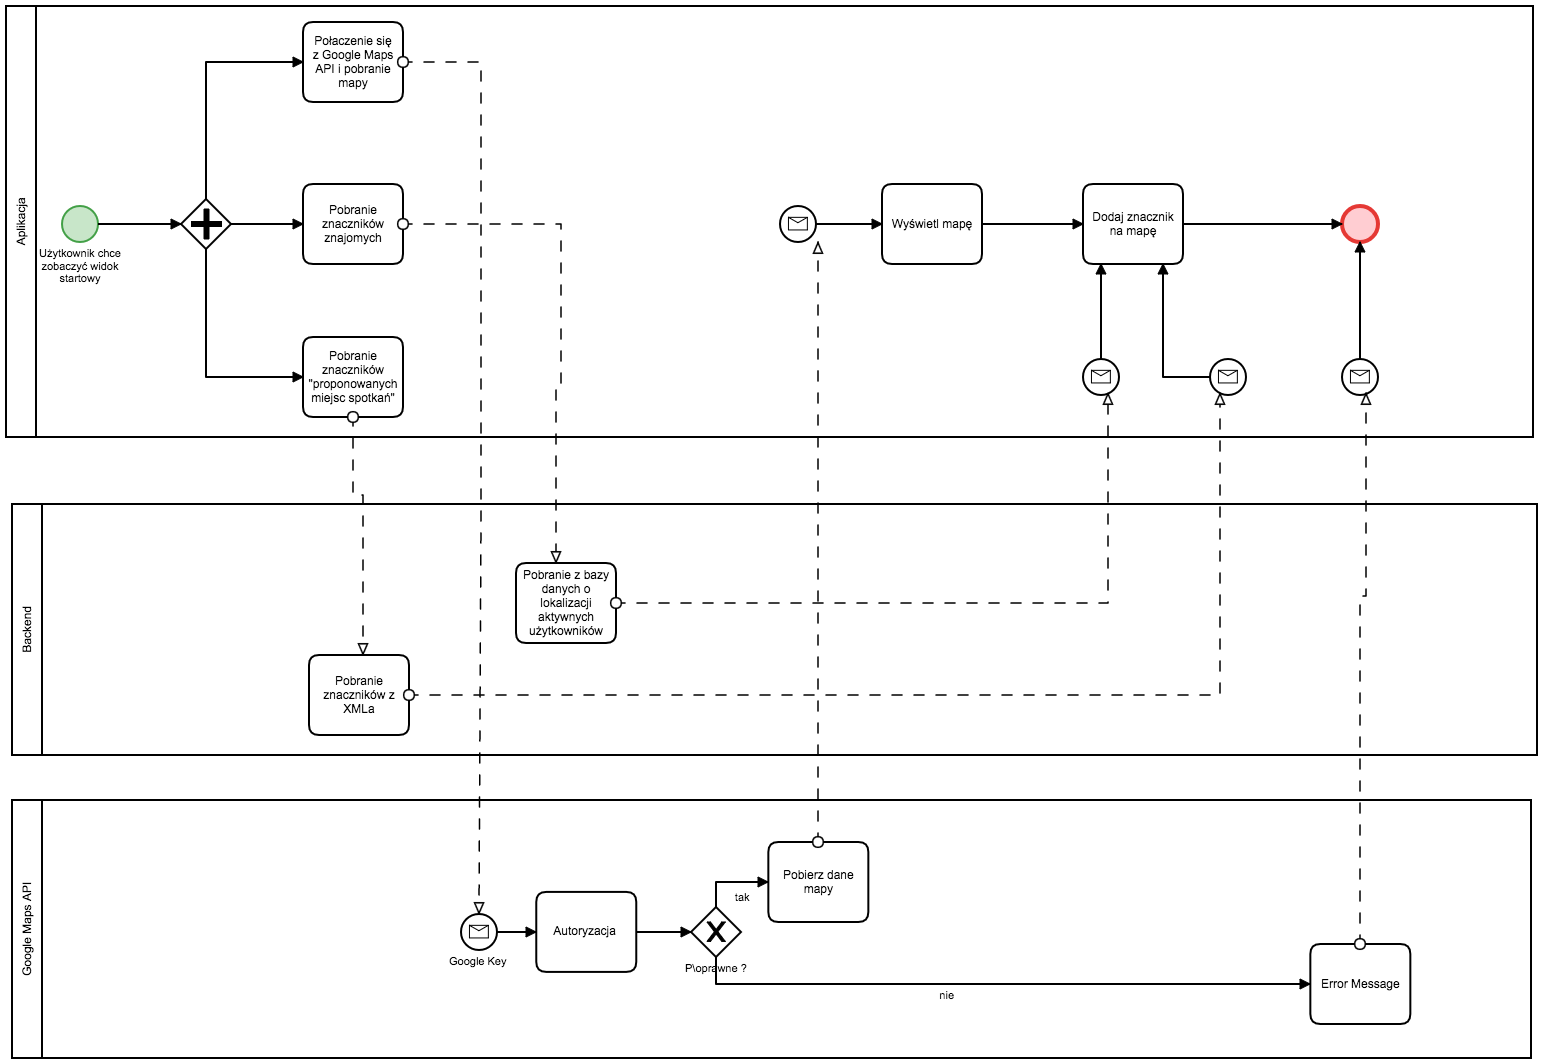 Aplikacja
Połaczenie się
z Google Maps
API i pobranie
mapy
Użytkownik chce
zobaczyć widok
startowy
Pobranie
znaczników
znajomych
Wyświetl mapę
Dodaj znacznik
na mapę
Pobranie
znaczników
"proponowanych
miejsc spotkań"
Backend
Pobranie z bazy
danych o
lokalizacji
aktywnych
użytkowników
Pobranie
znaczników z
XMLa
Google Maps API
Google Key
Autoryzacja
P\oprawne ?
tak
Pobierz dane
mapy
nie
Error Message